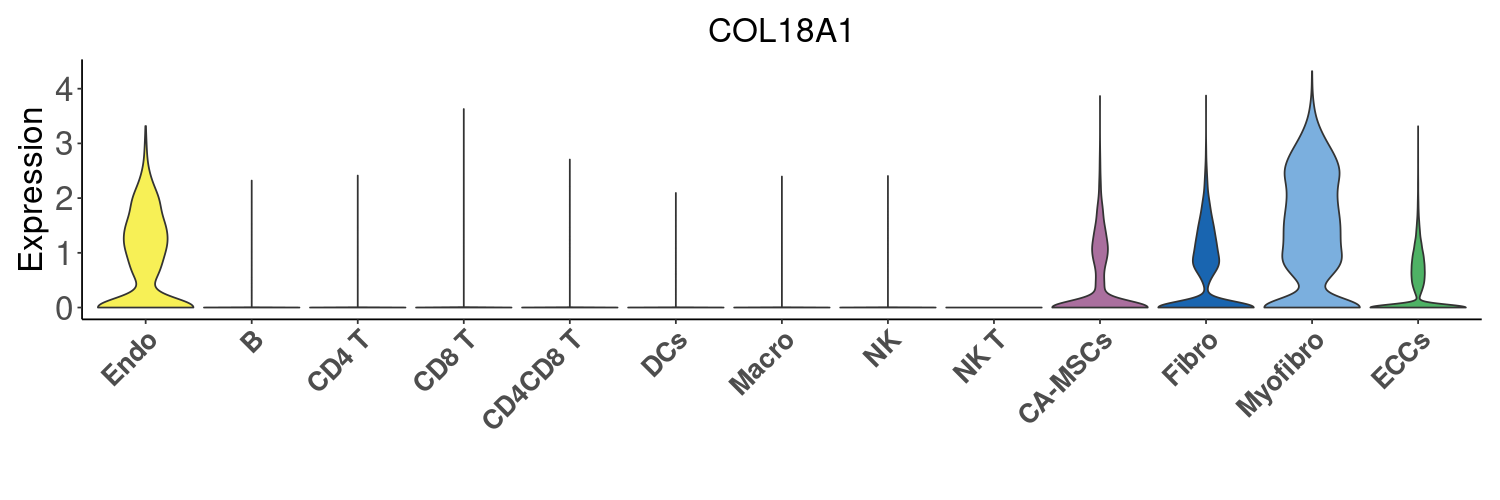 COL18A1
Expression
4
3
2
1
0
Endo
B
CD4 T
CD8 T
CD4CD8 T
DCs
Macro
NK
NK T
CA-MSCs
Fibro
Myofibro
ECCs